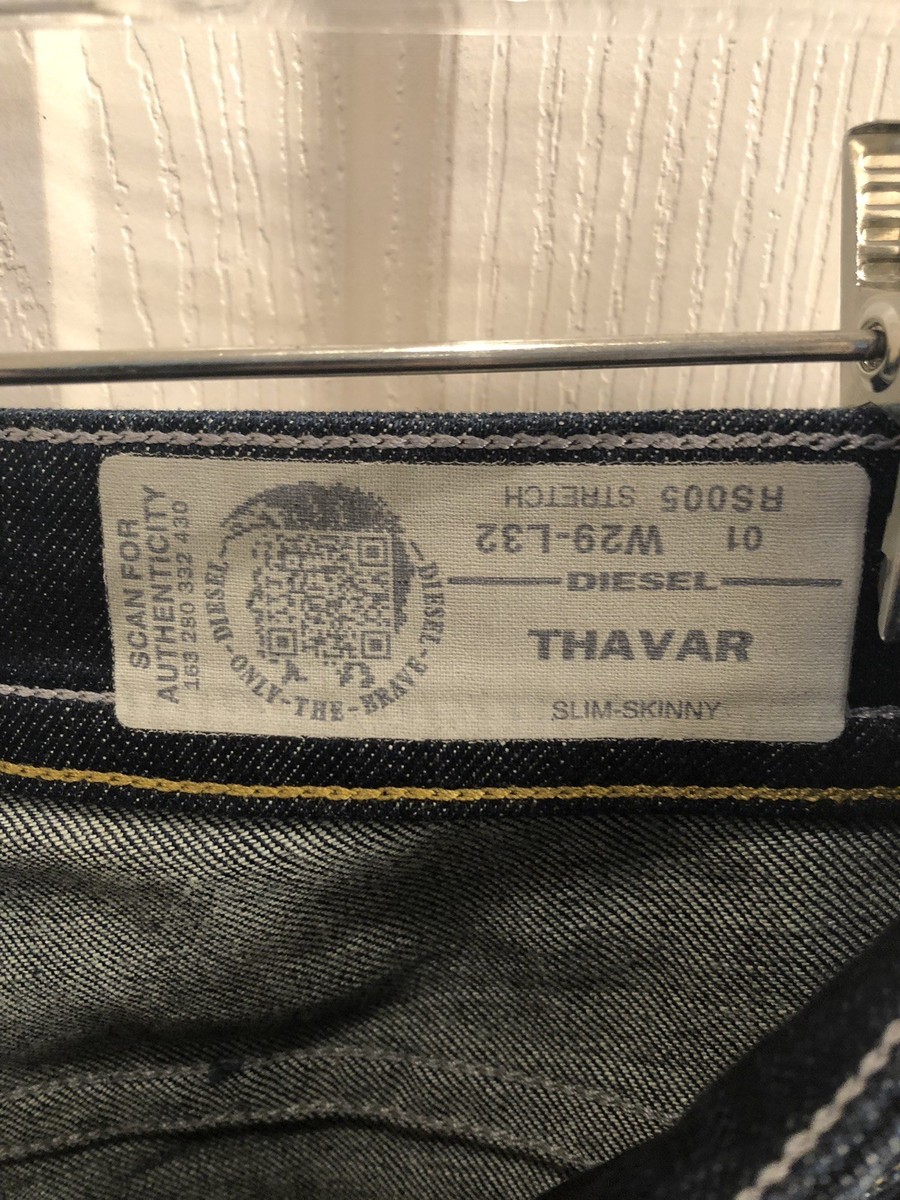 SCAN FOR
AUTHENTICITY
163 280 332 430
DIESEL-ONLY-THE-BRAVE-DIESEL
RS005 STRETCH
01 W29-L32
DIESEL
THAVAR
SLIM-SKINNY